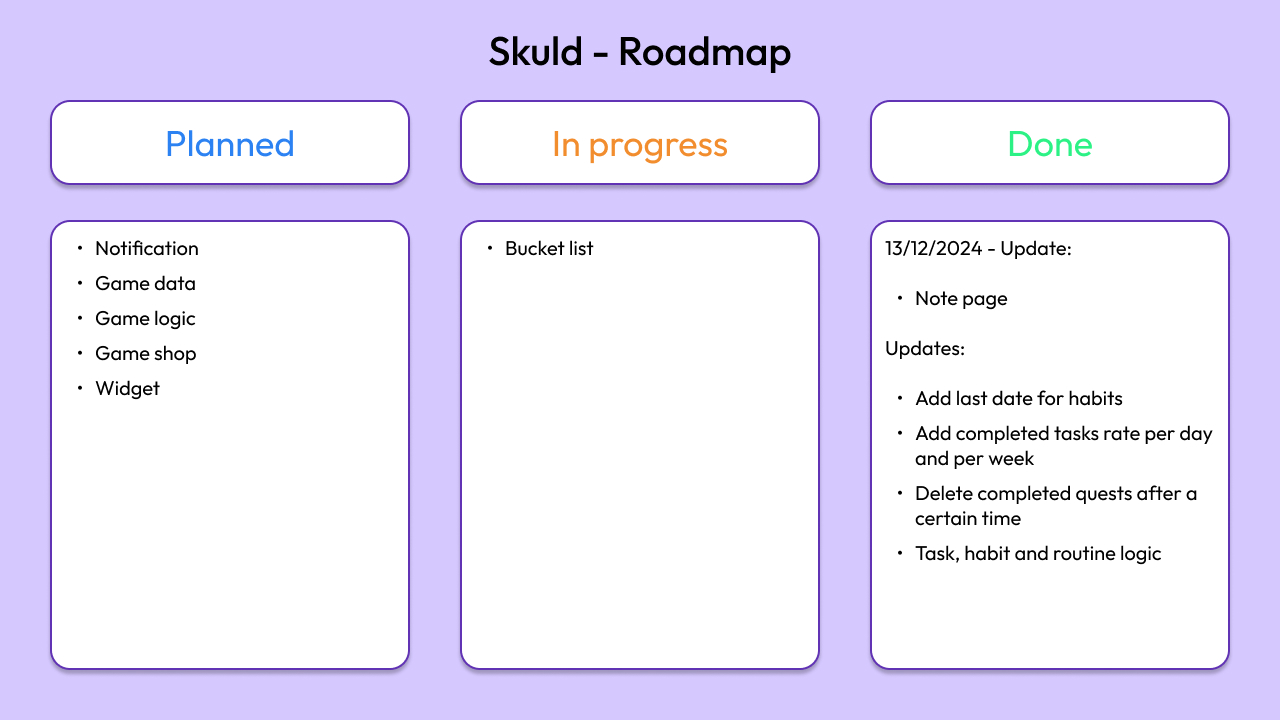 Skuld - Roadmap
Planned
In progress
Done
• Notification
• Game data
• Game logic
• Game shop
• Widget
• Bucket list
13/12/2024 - Update:
• Note page
Updates:
• Add last date for habits
• Add completed tasks rate per day
and per week
• Delete completed quests after a
certain time
• Task, habit and routine logic